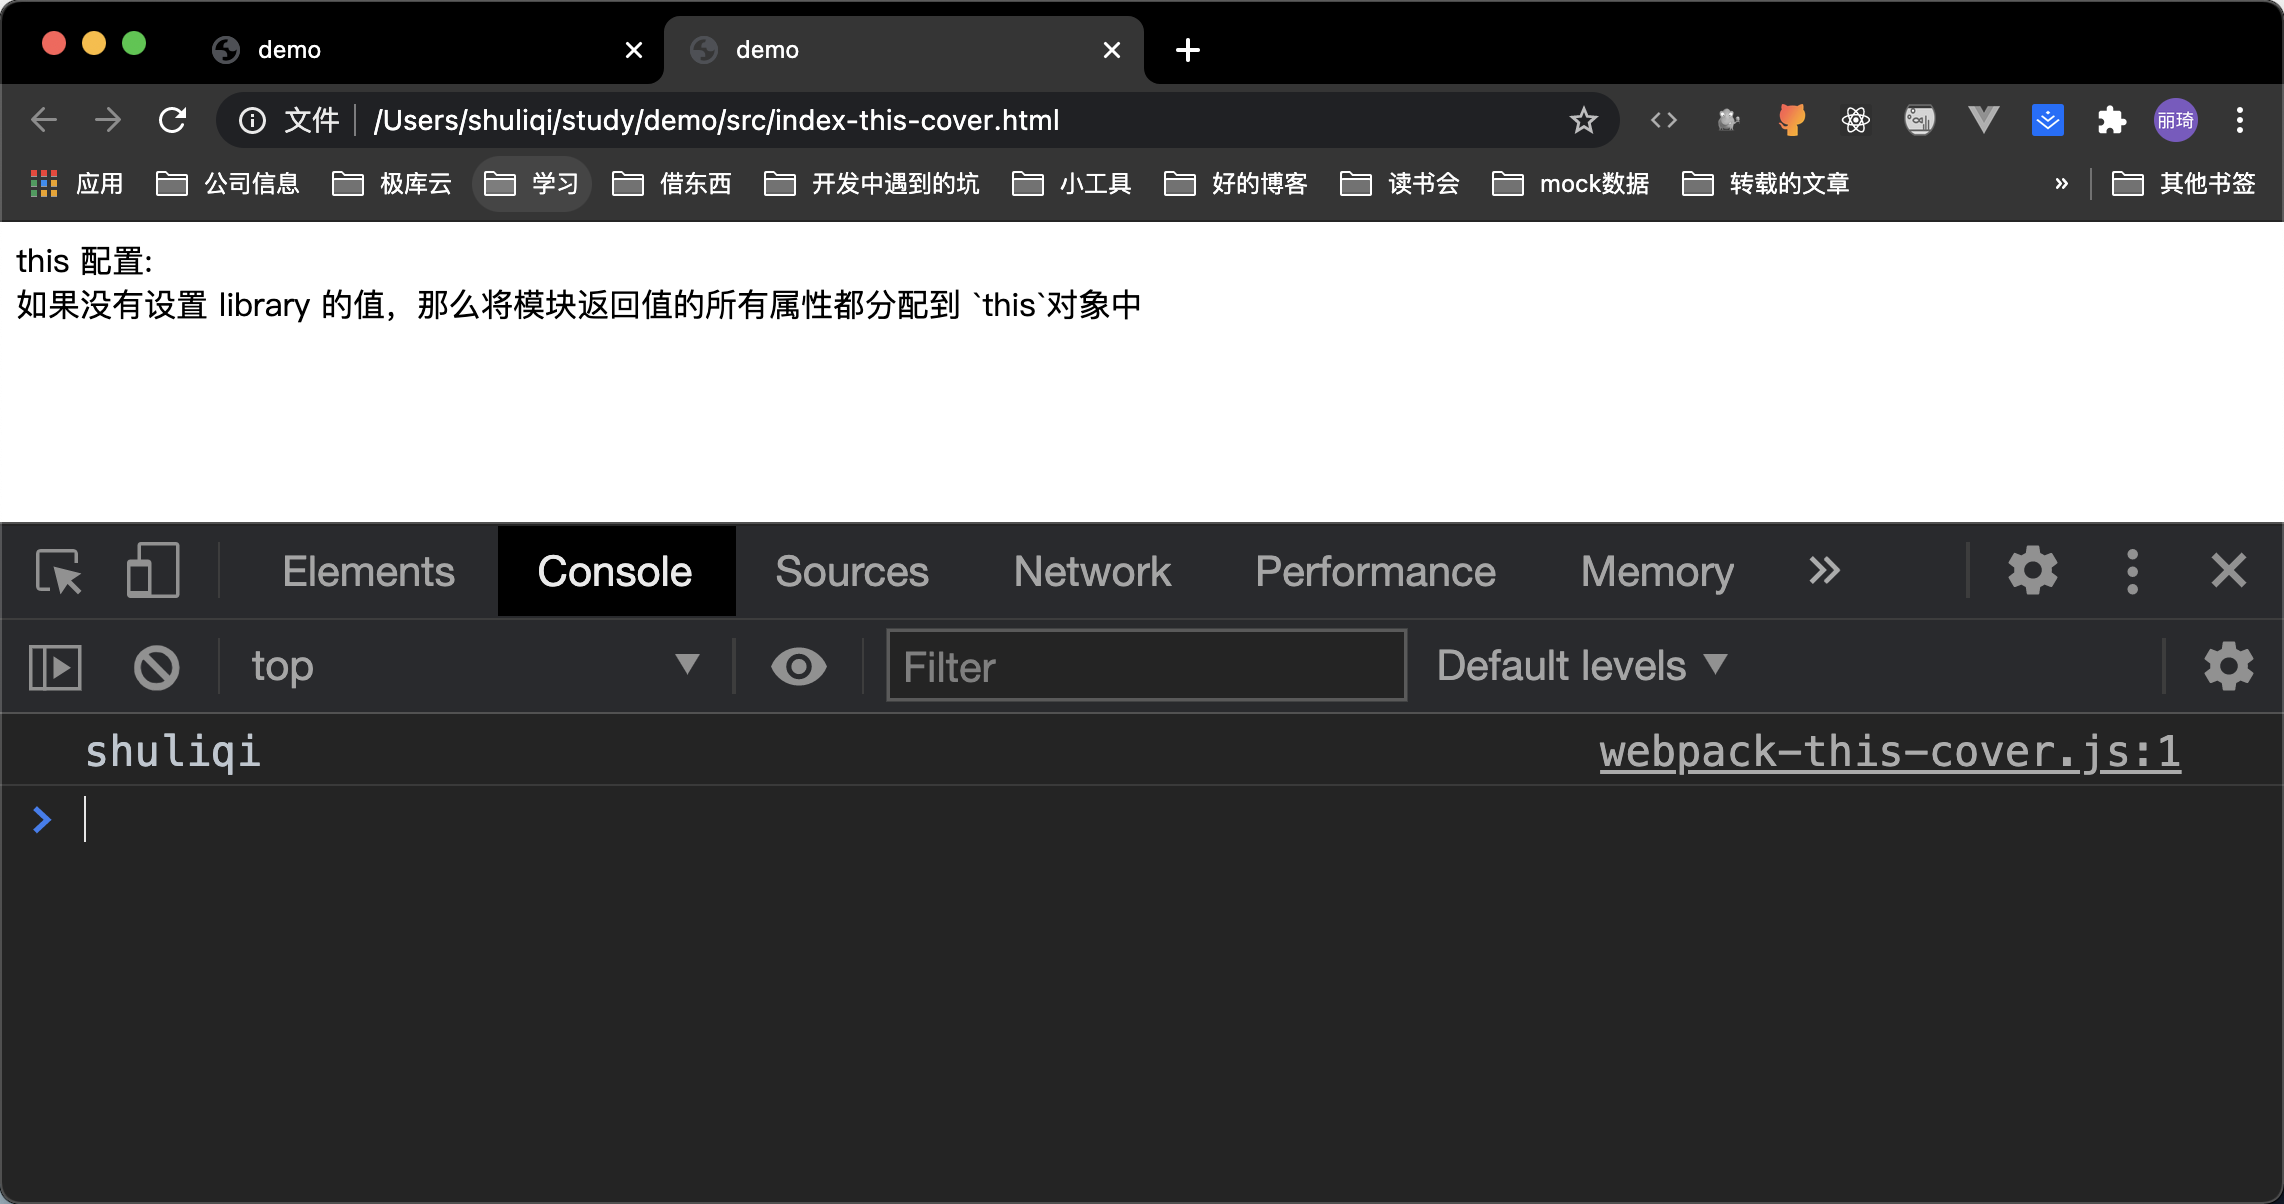 demo
demo
文件 /Users/shuliqi/study/demo/src/index-this-cover.html
丽琦
应用 公司信息 极库云 学习 借东西 开发中遇到的坑 小工具 好的博客 读书会 mock数据 转载的文章 » 其他书签
this 配置:
如果没有设置 library 的值，那么将模块返回值的所有属性都分配到 `this`对象中
Elements Console Sources Network Performance Memory
top Filter Default levels
shuliqi webpack-this-cover.js:1